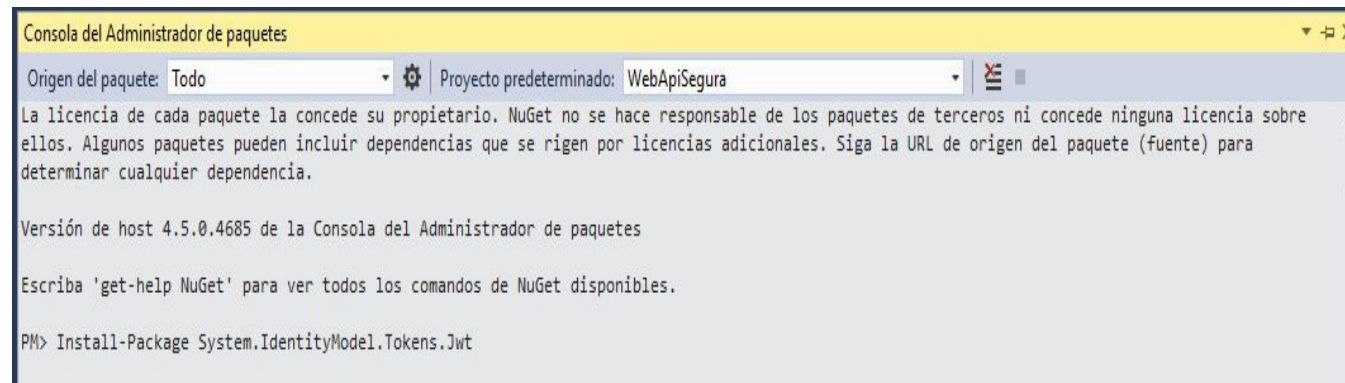 Consola del Administrador de paquetes
Origen del paquete: Todo Proyecto predeterminado: WebApiSegura
La licencia de cada paquete la concede su propietario. NuGet no se hace responsable de los paquetes de terceros ni concede ninguna licencia sobre
ellos. Algunos paquetes pueden incluir dependencias que se rigen por licencias adicionales. Siga la URL de origen del paquete (fuente) para
determinar cualquier dependencia.
Versión de host 4.5.0.4685 de la Consola del Administrador de paquetes
Escriba 'get-help NuGet' para ver todos los comandos de NuGet disponibles.
PM> Install-Package System.IdentityModel.Tokens.Jwt